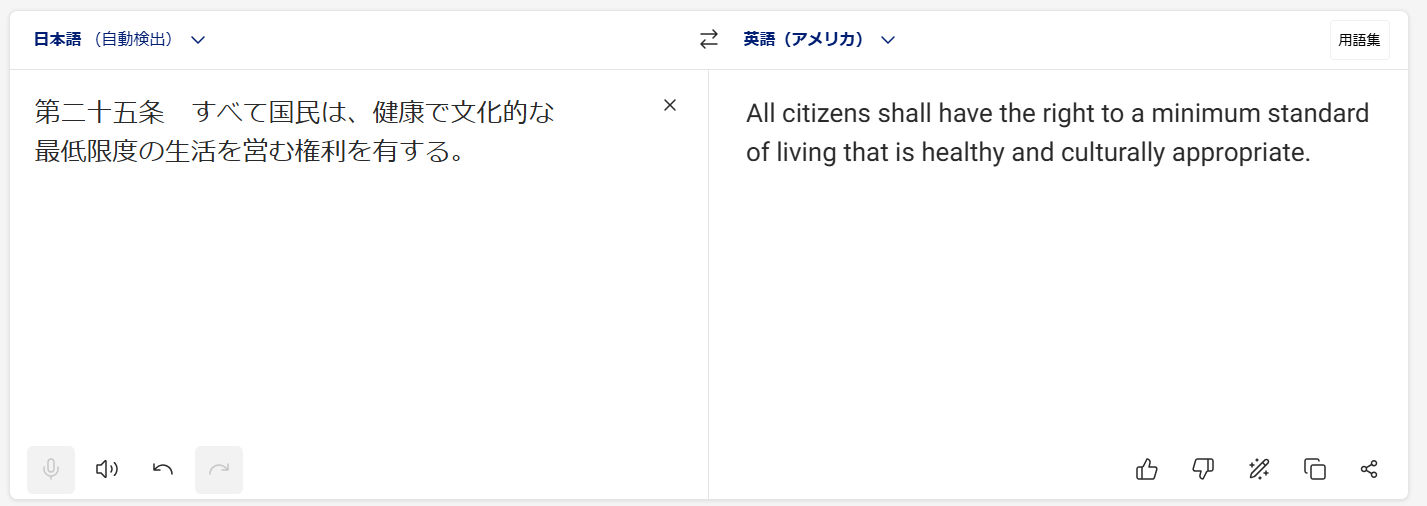 日本語 （自動検出）
英語（アメリカ）
用語集
第二十五条　すべて国民は、健康で文化的な
最低限度の生活を営む権利を有する。
All citizens shall have the right to a minimum standard
of living that is healthy and culturally appropriate.